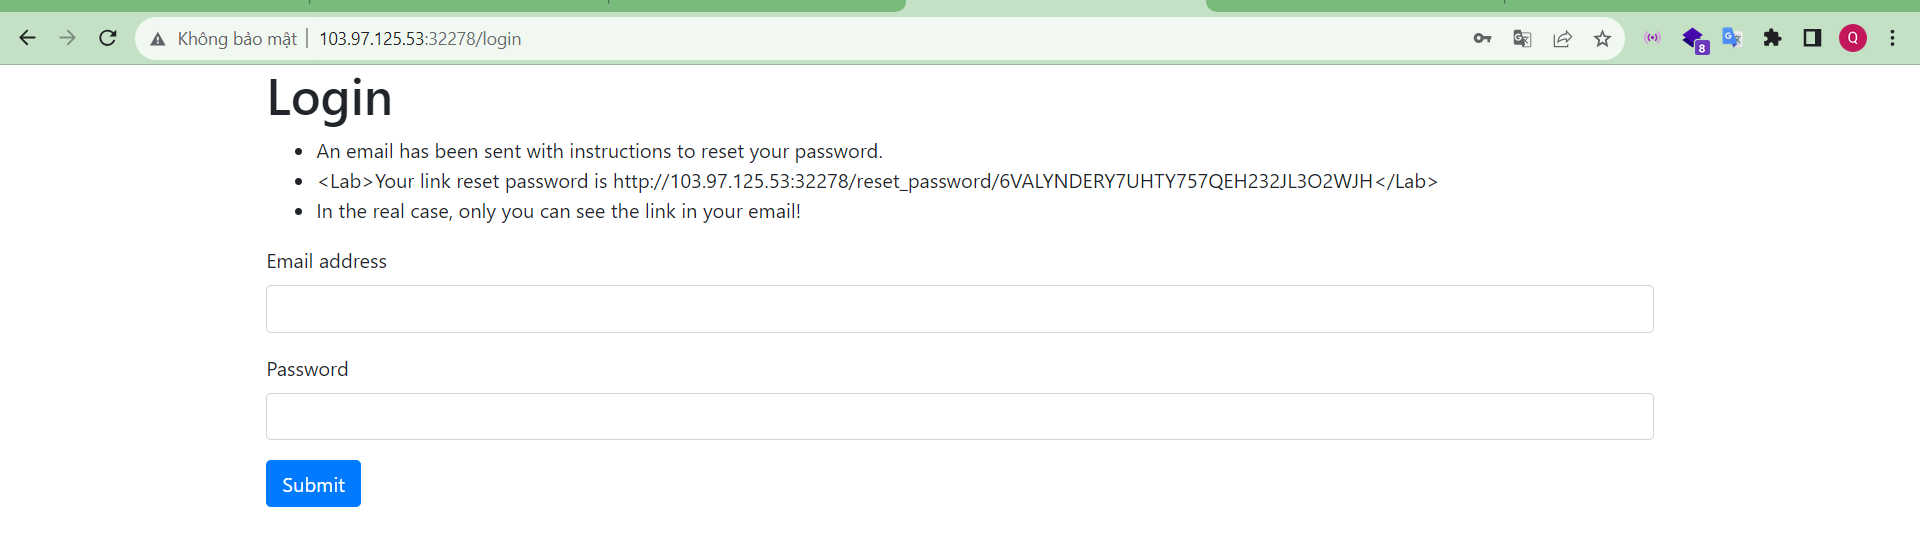 Không bảo mật | 103.97.125.53:32278/login
8
Q
Login
An email has been sent with instructions to reset your password.
<Lab>Your link reset password is http://103.97.125.53:32278/reset_password/6VALYNDERY7UHTY757QEH232JL3O2WJH</Lab>
In the real case, only you can see the link in your email!
Email address
Password
Submit